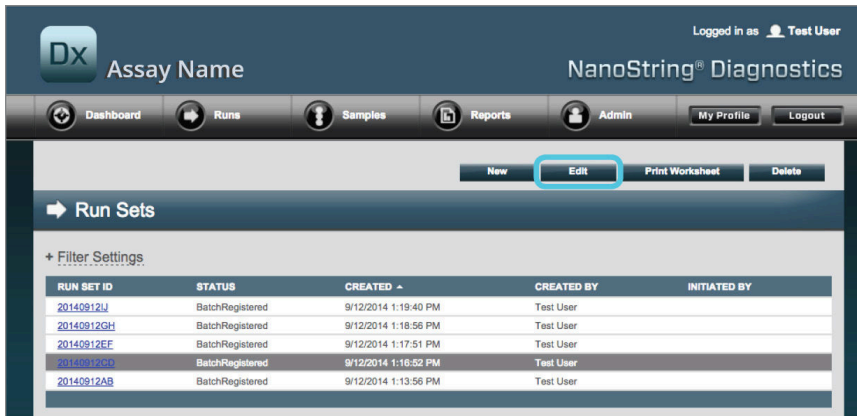 Logged in as Test User
Dx Assay Name
NanoString® Diagnostics
Dashboard Runs Samples Reports Admin My Profile Logout
New Edit Print Worksheet Delete
Run Sets
+ Filter Settings
RUN SET ID STATUS CREATED CREATED BY INITIATED BY
20140912IJ BatchRegistered 9/12/2014 1:19:40 PM Test User
20140912GH BatchRegistered 9/12/2014 1:18:56 PM Test User
20140912EF BatchRegistered 9/12/2014 1:17:51 PM Test User
20140912CD BatchRegistered 9/12/2014 1:16:52 PM Test User
20140912AB BatchRegistered 9/12/2014 1:13:56 PM Test User